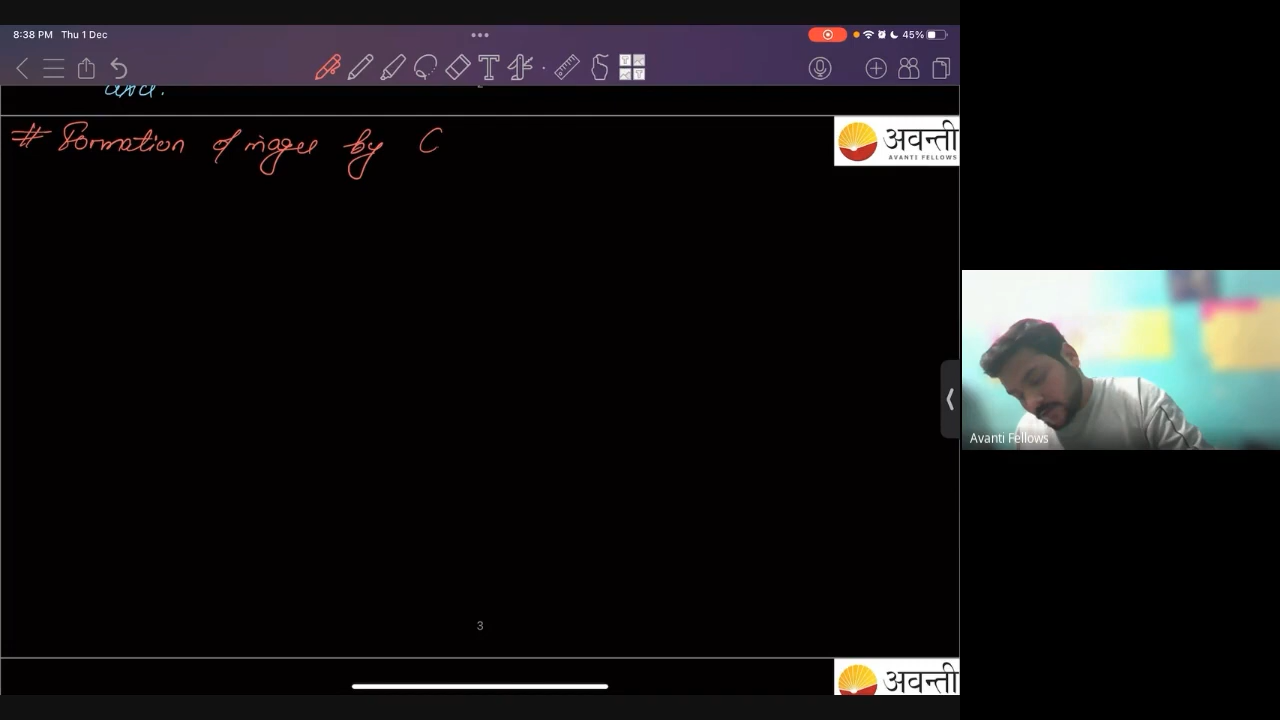 8:38 PM Thu 1 Dec
45%
# Formation of images by C
अवन्ती
AVANTI FELLOWS
Avanti Fellows
3
अवन्ती